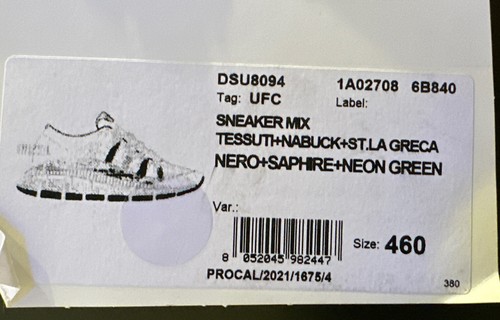 DSU8094 1A02708 6B840
Tag: UFC Label:
SNEAKER MIX
TESSUTI+NABUCK+ST.LA GRECA
NERO+SAPHIRE+NEON GREEN
Var.:
Size: 460
8 052045 982447
PROCAL/2021/1675/4
380